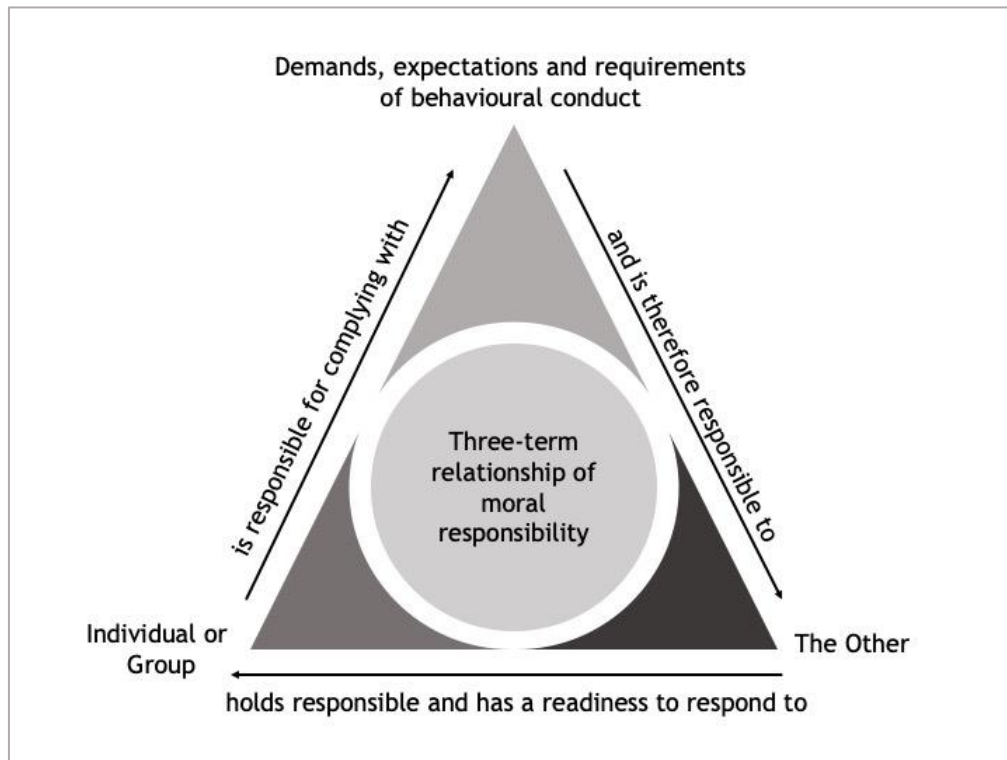 Demands, expectations and requirements
of behavioural conduct
is responsible for complying with
and is therefore responsible to
Three-term
relationship of
moral
responsibility
Individual or
Group
The Other
holds responsible and has a readiness to respond to